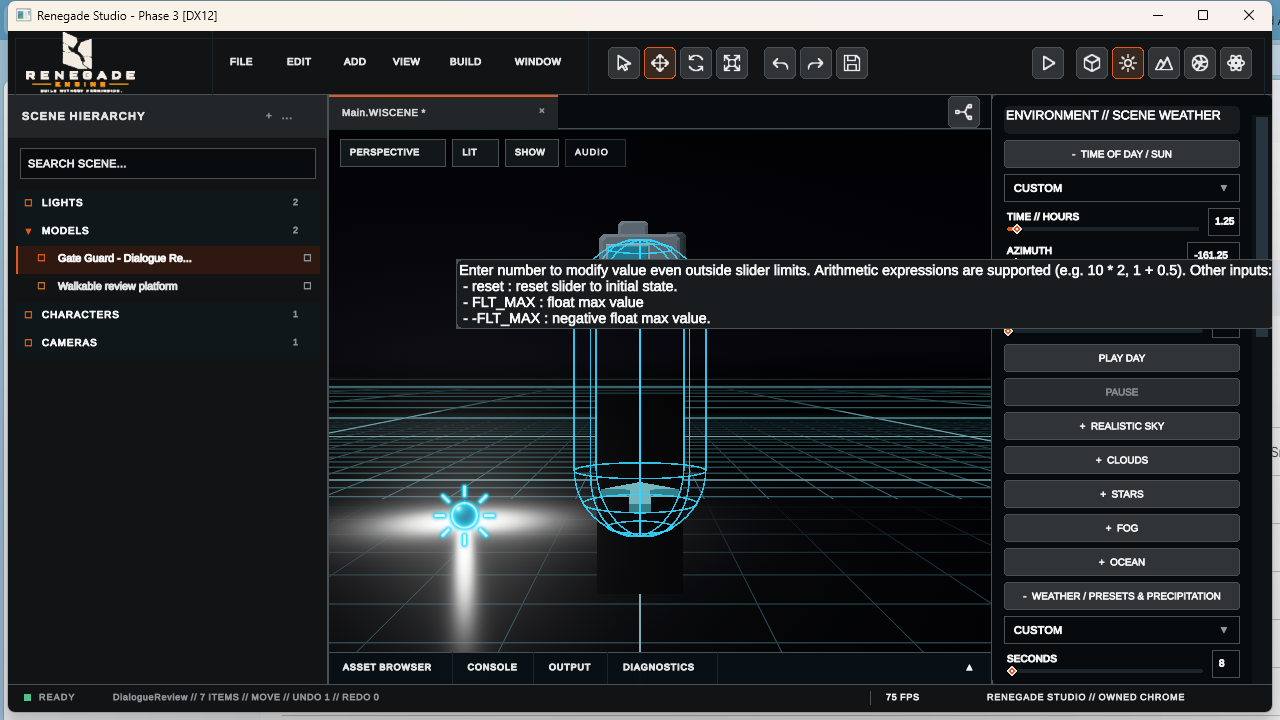 Renegade Studio - Phase 3 [DX12]
RENEGADE
ENGINE
BUILD WITHOUT PERMISSION.
FILE
EDIT
ADD
VIEW
BUILD
WINDOW
SCENE HIERARCHY
+ ...
Main.WISCENE *
×
SEARCH SCENE...
LIGHTS 2
MODELS 2
Gate Guard - Dialogue Re...
Walkable review platform
CHARACTERS 1
CAMERAS 1
PERSPECTIVE
LIT
SHOW
AUDIO
Enter number to modify value even outside slider limits. Arithmetic expressions are supported (e.g. 10 * 2, 1 + 0.5). Other inputs:
- reset : reset slider to initial state.
- FLT_MAX : float max value
- -FLT_MAX : negative float max value.
ENVIRONMENT // SCENE WEATHER
- TIME OF DAY / SUN
CUSTOM
TIME // HOURS 1.25
AZIMUTH -161.25
PLAY DAY
PAUSE
+ REALISTIC SKY
+ CLOUDS
+ STARS
+ FOG
+ OCEAN
- WEATHER / PRESETS & PRECIPITATION
CUSTOM
SECONDS 8
ASSET BROWSER
CONSOLE
OUTPUT
DIAGNOSTICS
READY
DialogueReview // 7 ITEMS // MOVE // UNDO 1 // REDO 0
75 FPS
RENEGADE STUDIO // OWNED CHROME